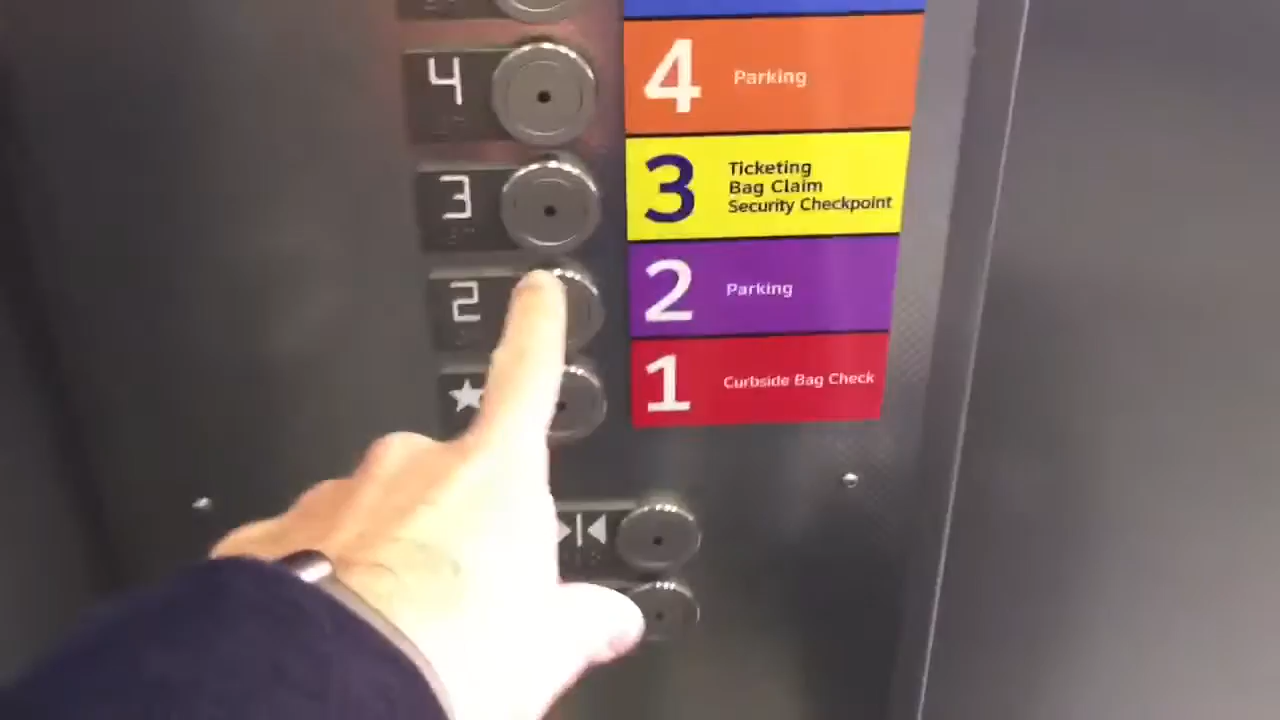 4
4 Parking
3
3 Ticketing
Bag Claim
Security Checkpoint
2
2 Parking
★
1 Curbside Bag Check